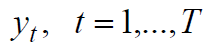 y_t, t = 1,...,T